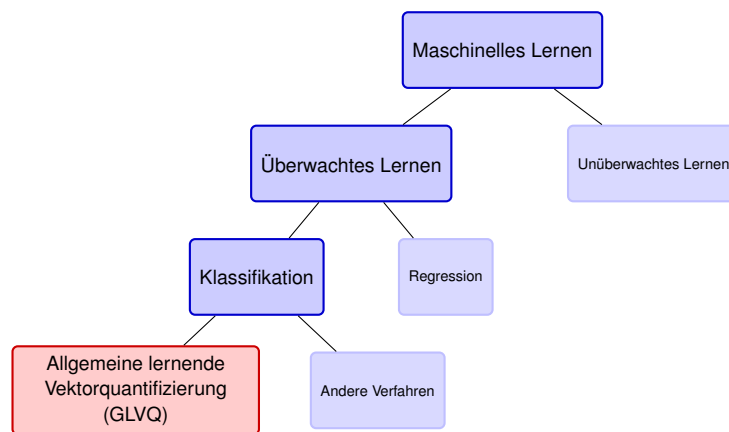 Maschinelles Lernen
Überwachtes Lernen
Unüberwachtes Lernen
Klassifikation
Regression
Allgemeine lernende
Vektorquantifizierung
(GLVQ)
Andere Verfahren